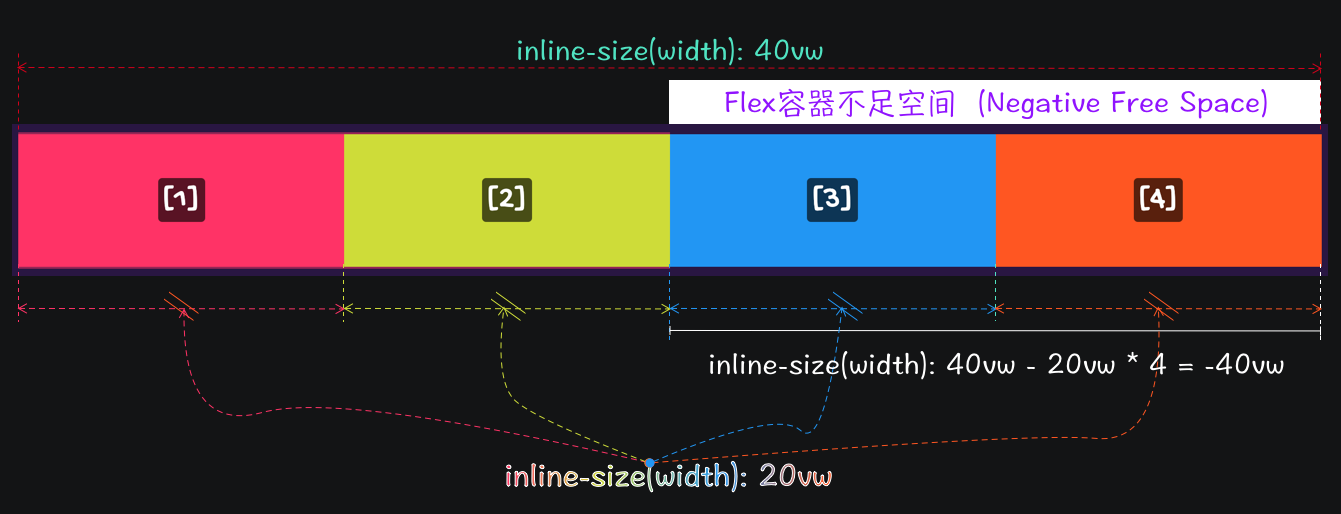 inline-size(width): 40vw
Flex容器不足空间 (Negative Free Space)
[1]
[2]
[3]
[4]
inline-size(width): 40vw - 20vw * 4 = -40vw
inline-size(width): 20vw